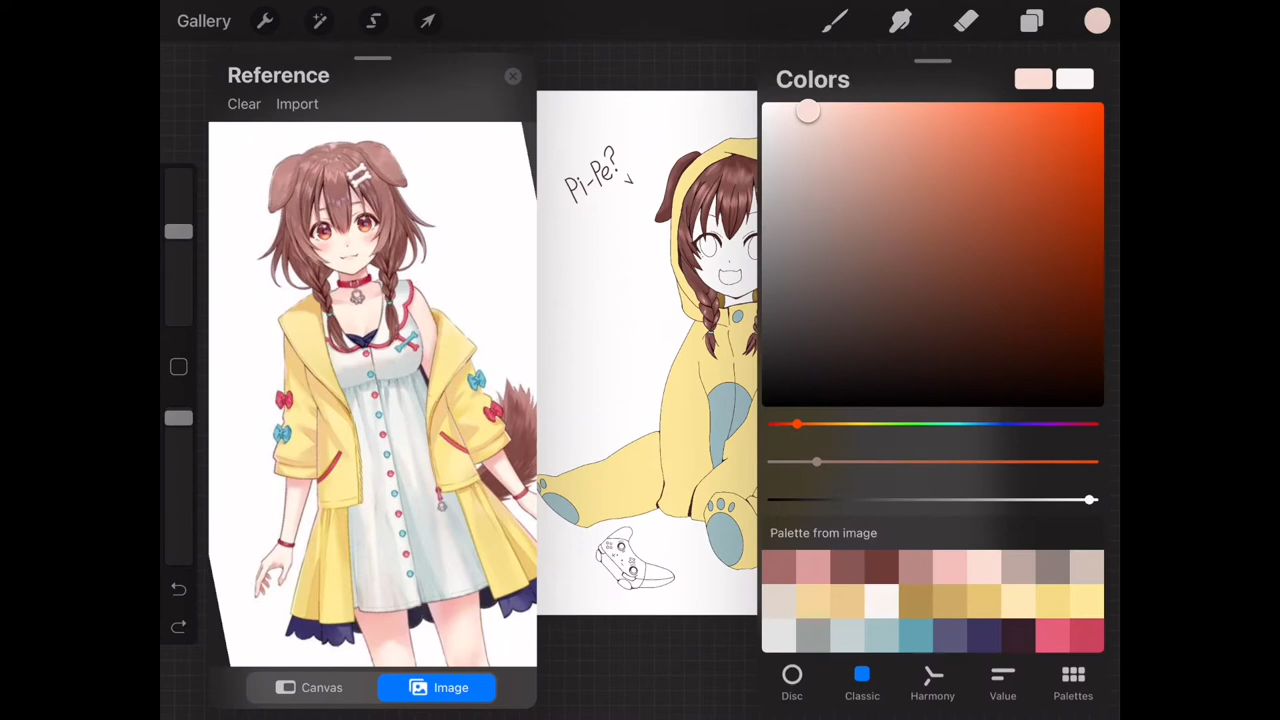 Gallery
Reference
Clear Import
Canvas
Image
Pi-Pe?
Colors
Palette from image
Disc
Classic
Harmony
Value
Palettes